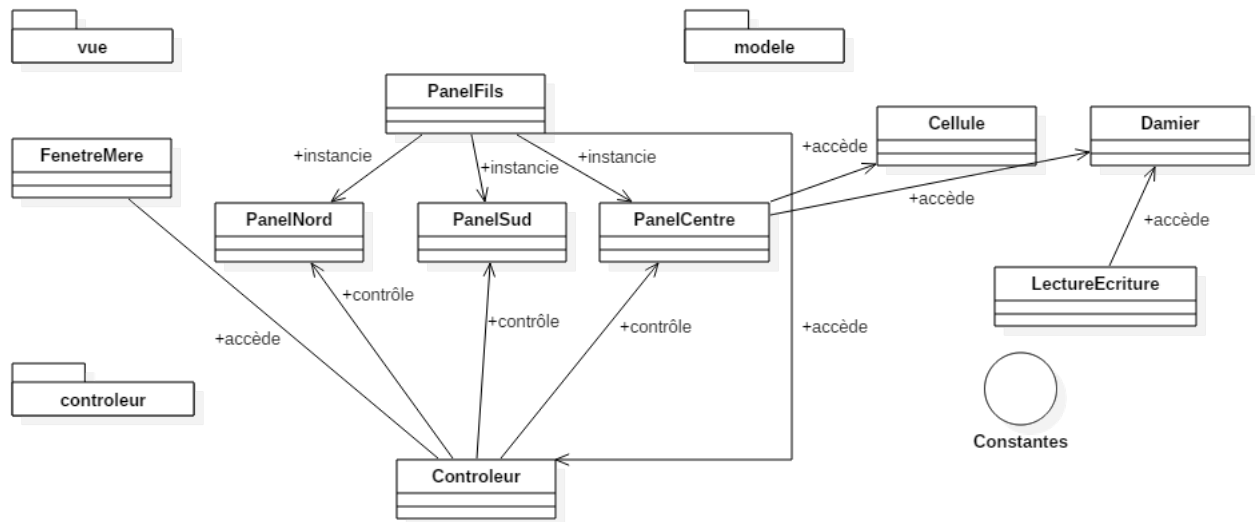 vue
modele
PanelFils
Cellule
Damier
FenetreMere
+instancie
+instancie
+instancie
+accède
+accède
PanelNord
PanelSud
PanelCentre
+accède
LectureEcriture
+contrôle
+contrôle
+contrôle
+accède
+accède
controleur
Constantes
Controleur